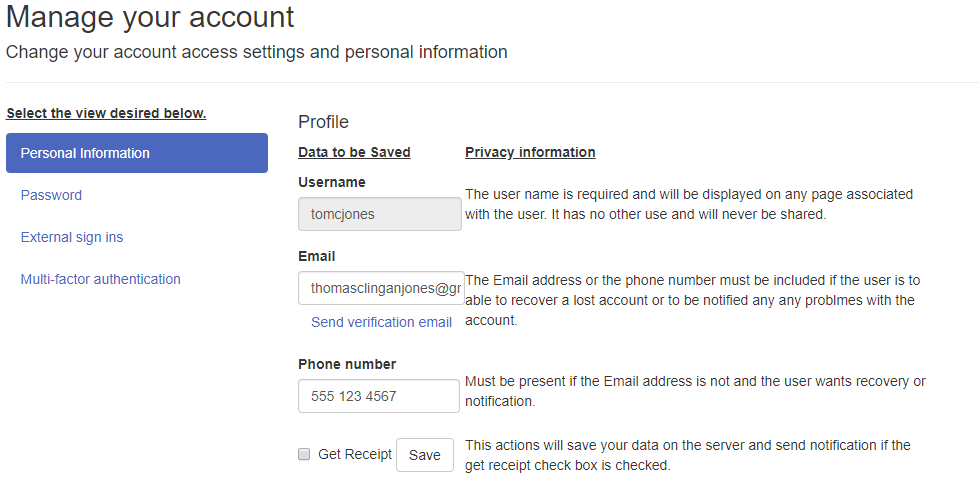 Manage your account
Change your account access settings and personal information
Select the view desired below.
Personal Information
Password
External sign ins
Multi-factor authentication
Profile
Data to be Saved
Privacy information
Username
tomcjones
The user name is required and will be displayed on any page associated
with the user. It has no other use and will never be shared.
Email
thomasclinganjones@gr
The Email address or the phone number must be included if the user is to
able to recover a lost account or to be notified any any problmes with the
account.
Send verification email
Phone number
555 123 4567
Must be present if the Email address is not and the user wants recovery or
notification.
Get Receipt
Save
This actions will save your data on the server and send notification if the
get receipt check box is checked.